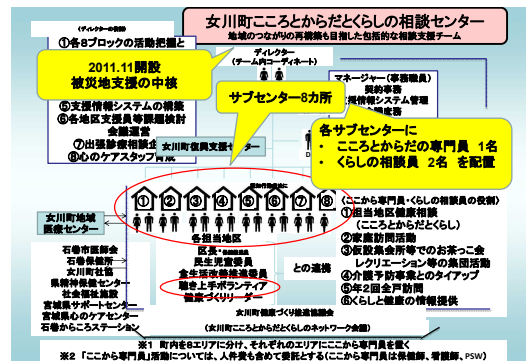 女川町こころとからだとくらしの相談センター
地域のつながりの再構築も目指した包括的な相談支援チーム
(ディレクターの役割)
①各8ブロックの活動把握と
2011.11開設
被災地支援の中核
⑤支援情報システムの構築
⑥各地区支援員等課題検討
会議運営
⑦出張診療相談企
⑧心のケアスタッフ育成
ディレクター
(チーム内コーディネート)
サブセンター8カ所
女川町復興支援センター
マネージャー(事務職員)
契約事務
支援情報システム管理
各サブセンターに
・ こころとからだの専門員 1名
・ くらしの相談員 2名 を配置
① ② ③ ④ ⑤ ⑥ ⑦ ⑧
各担当地区
女川町地域
医療センター
石巻市医師会
石巻保健所
女川町社協
県精神保健センター
社会福祉施設
宮城県サポートセンター
宮城県心のケアセンター
石巻からころステーション
区長
民生児童委員
食生活改善推進委員
聴き上手ボランティア
健康づくりリーダー
との連携
(ここから専門員・くらしの相談員の役割)
①担当地区健康相談
(こころとからだとくらし)
②家庭訪問活動
③仮設集会所等でのお茶っこ会
レクリエーション等の集団活動
④介護予防事業とのタイアップ
⑤年2回全戸訪問
⑥くらしと健康の情報提供
女川町健康づくり推進協議会
(女川町こころとからだとくらしのネットワーク会議)
※1 町内を8エリアに分け、それぞれのエリアにここから専門員を置く
※2 「ここから専門員」活動については、人件費も含めて委託とする(ここから専門員は保健師、看護師、PSW)